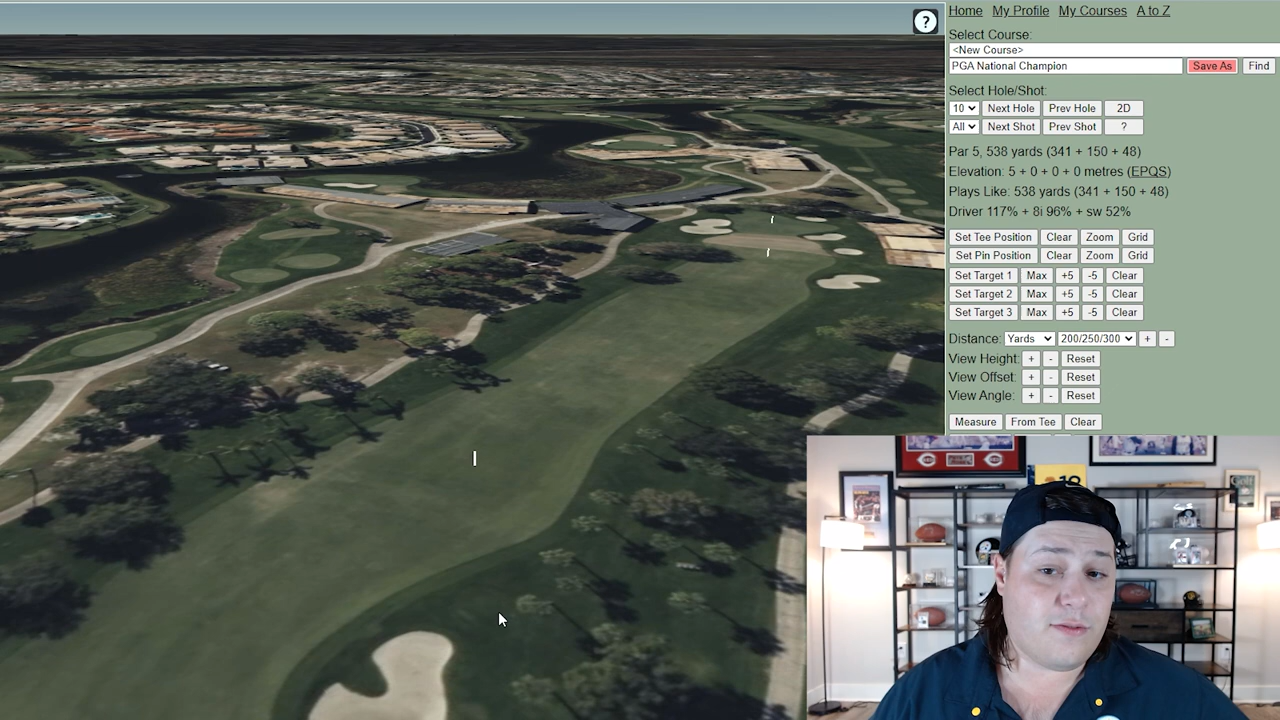 ?
Home My Profile My Courses A to Z
Select Course:
<New Course>
PGA National Champion Save As Find
Select Hole/Shot:
10 Next Hole Prev Hole 2D
All Next Shot Prev Shot ?
Par 5, 538 yards (341 + 150 + 48)
Elevation: 5 + 0 + 0 + 0 metres (EPQS)
Plays Like: 538 yards (341 + 150 + 48)
Driver 117% + 8i 96% + sw 52%
Set Tee Position Clear Zoom Grid
Set Pin Position Clear Zoom Grid
Set Target 1 Max +5 -5 Clear
Set Target 2 Max +5 -5 Clear
Set Target 3 Max +5 -5 Clear
Distance: Yards 200/250/300 + -
View Height: + - Reset
View Offset: + - Reset
View Angle: + - Reset
Measure From Tee Clear
Golf